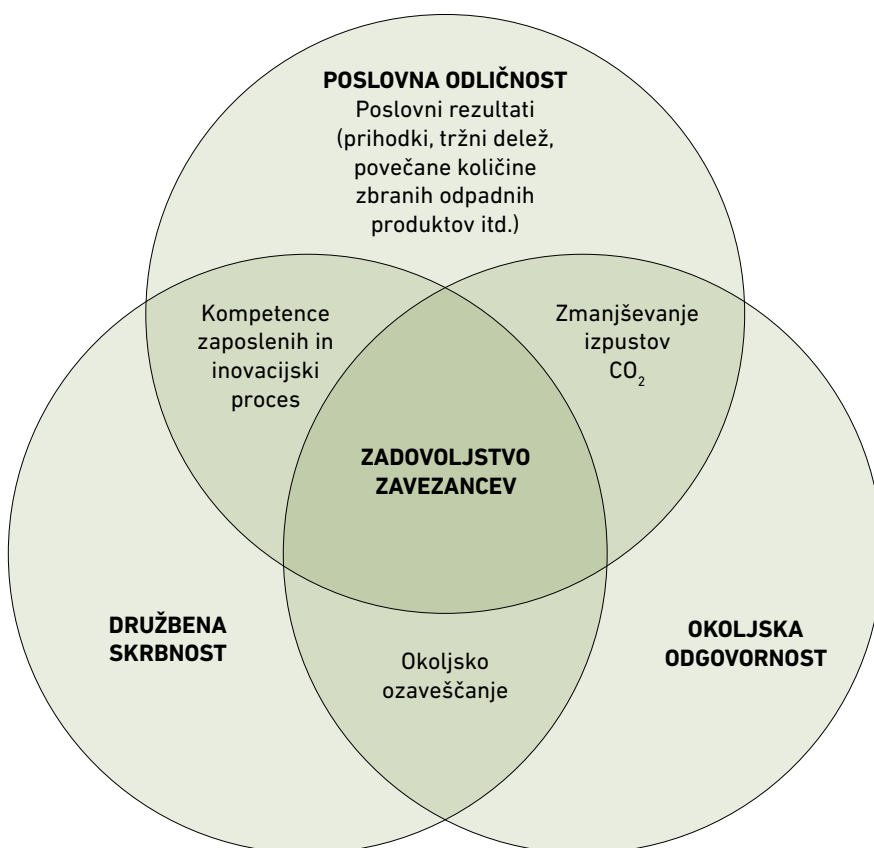 POSLOVNA ODLIČNOST
Poslovni rezultati
(prihodki, tržni delež,
povečane količine
zbranih odpadnih
produktov itd.)
Kompetence
zaposlenih in
inovacijski
proces
Zmanjševanje
izpustov
CO₂
ZADOVOLJSTVO
ZAVEZANCEV
DRUŽBENA
SKRBNOST
Okoljsko
ozaveščanje
OKOLJSKA
ODGOVORNOST